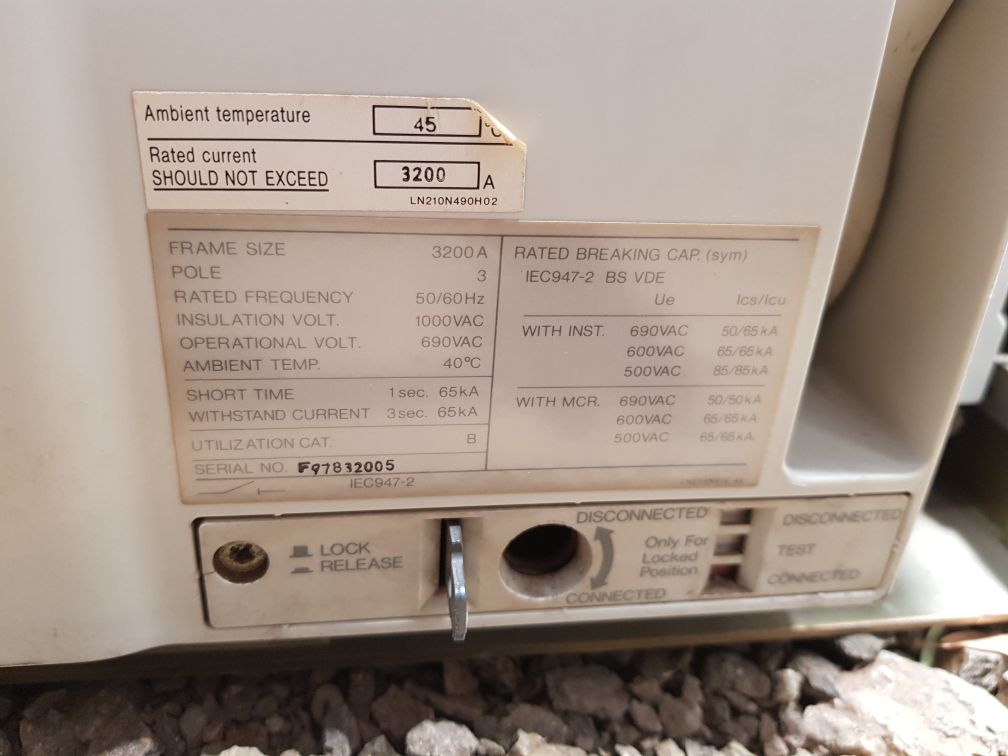 Ambient temperature 45 °C
Rated current
SHOULD NOT EXCEED 3200 A
LN210N490H02
FRAME SIZE 3200A
POLE 3
RATED FREQUENCY 50/60Hz
INSULATION VOLT. 1000VAC
OPERATIONAL VOLT. 690VAC
AMBIENT TEMP. 40°C
SHORT TIME 1sec. 65kA
WITHSTAND CURRENT 3sec. 65kA
UTILIZATION CAT. B
SERIAL NO. F97832005
IEC947-2
RATED BREAKING CAP. (sym)
IEC947-2 BS VDE
Ue Ics/Icu
WITH INST. 690VAC 50/65kA
600VAC 65/65kA
500VAC 85/85kA
WITH MCR. 690VAC 50/50kA
600VAC 65/65kA
500VAC 65/65kA
LOCK
RELEASE
DISCONNECTED
Only For
Locked
Position
CONNECTED
DISCONNECTED
TEST
CONNECTED